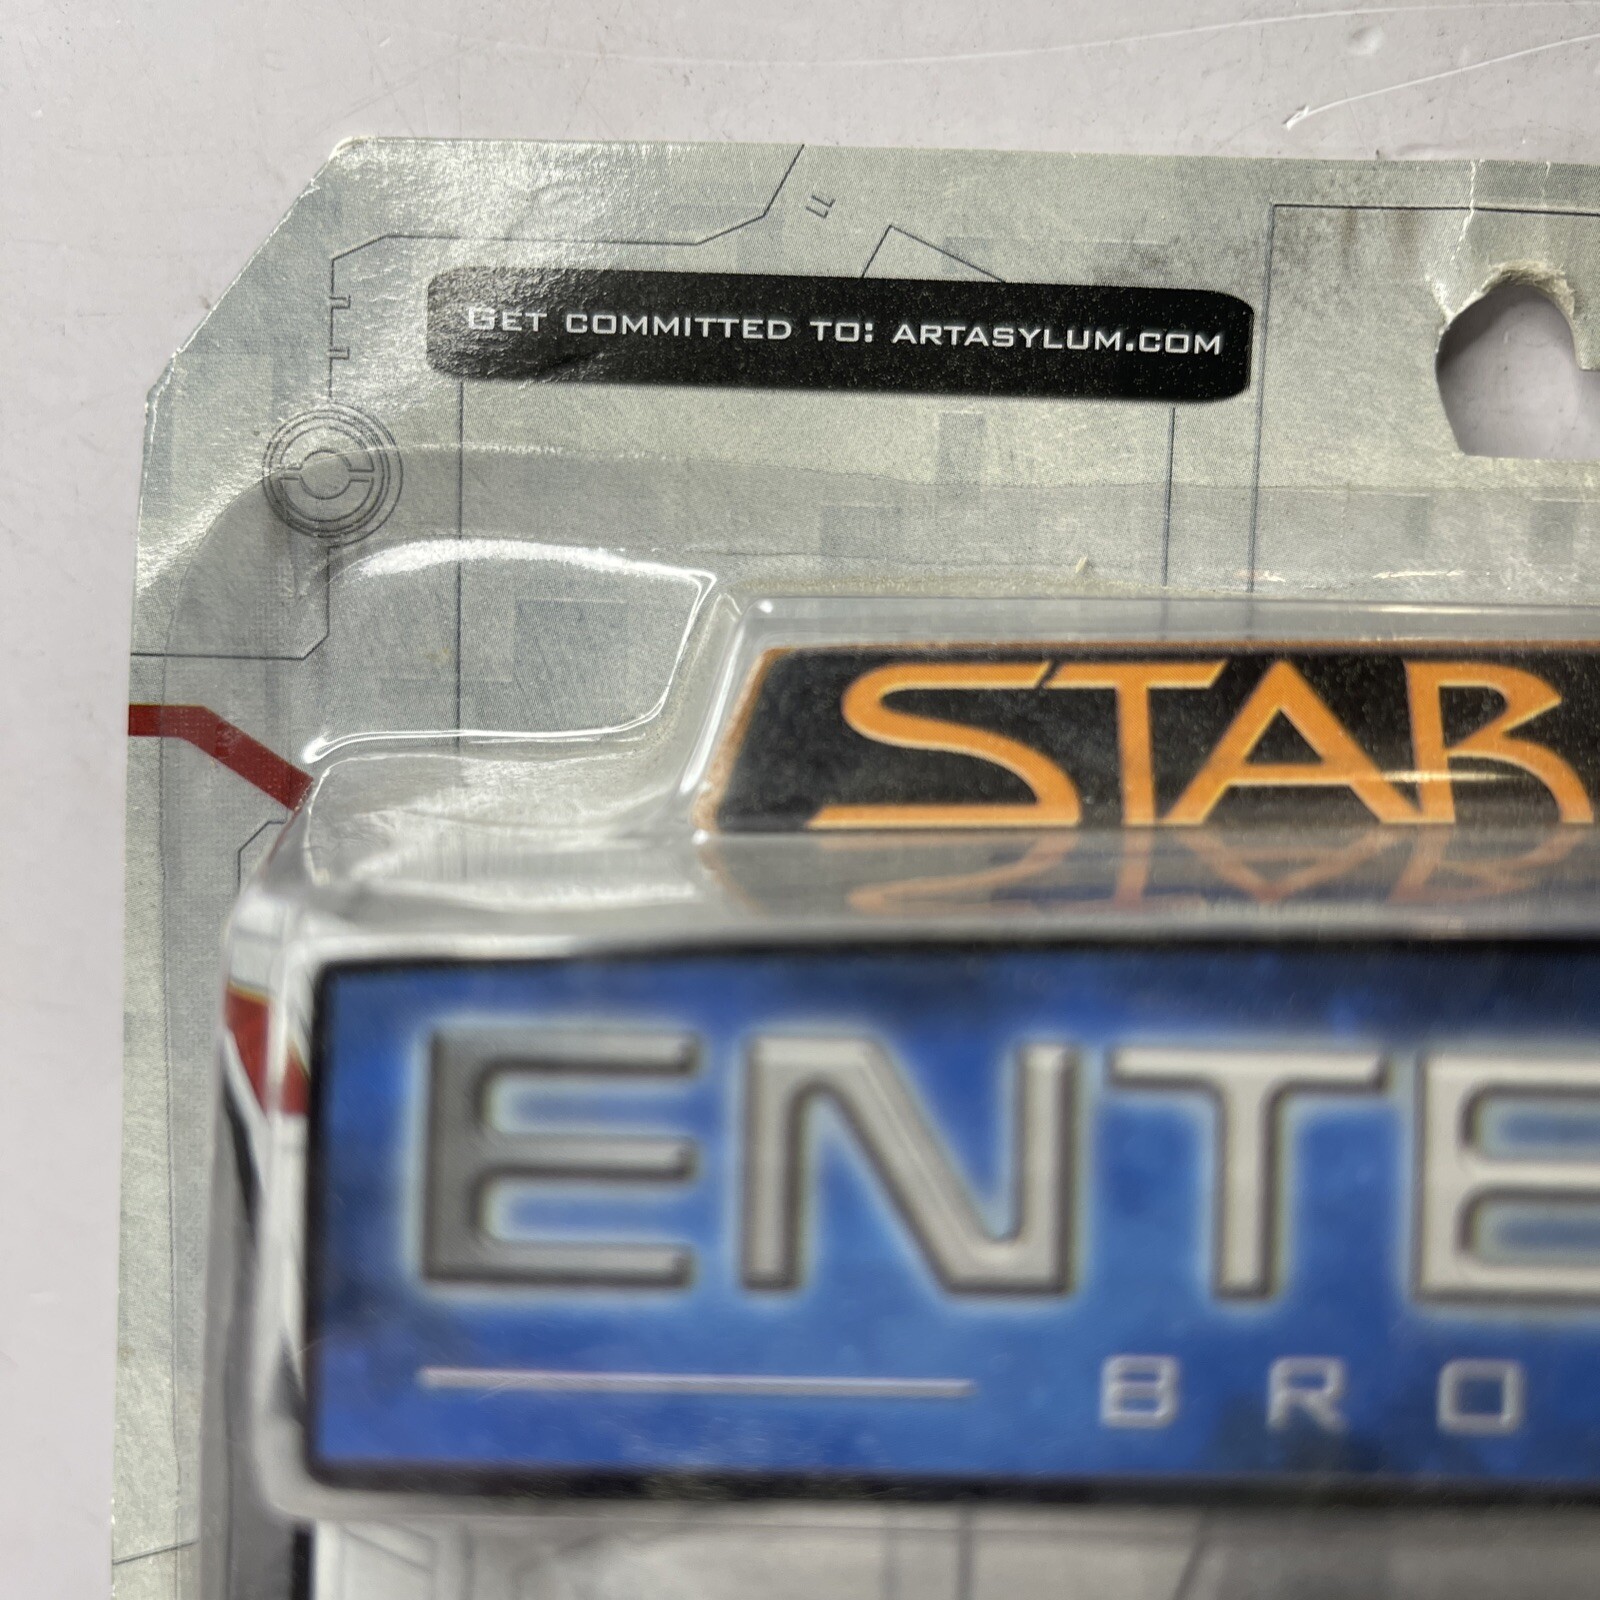 GET COMMITTED TO: ARTASYLUM.COM
STAR
ENTE
BRO